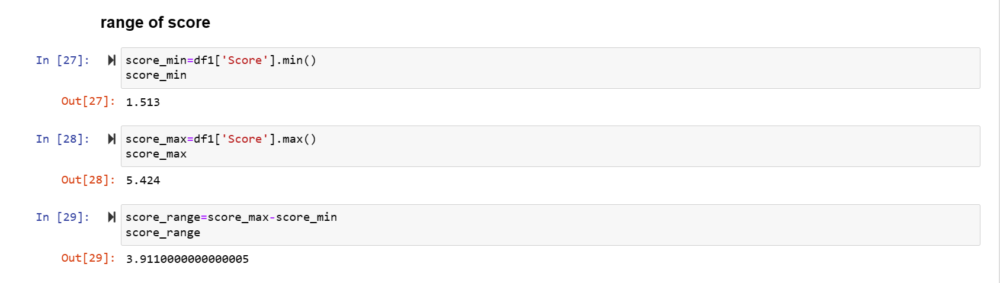 range of score
In [27]: score_min=df1['Score'].min()
score_min
Out[27]: 1.513
In [28]: score_max=df1['Score'].max()
score_max
Out[28]: 5.424
In [29]: score_range=score_max-score_min
score_range
Out[29]: 3.9110000000000005